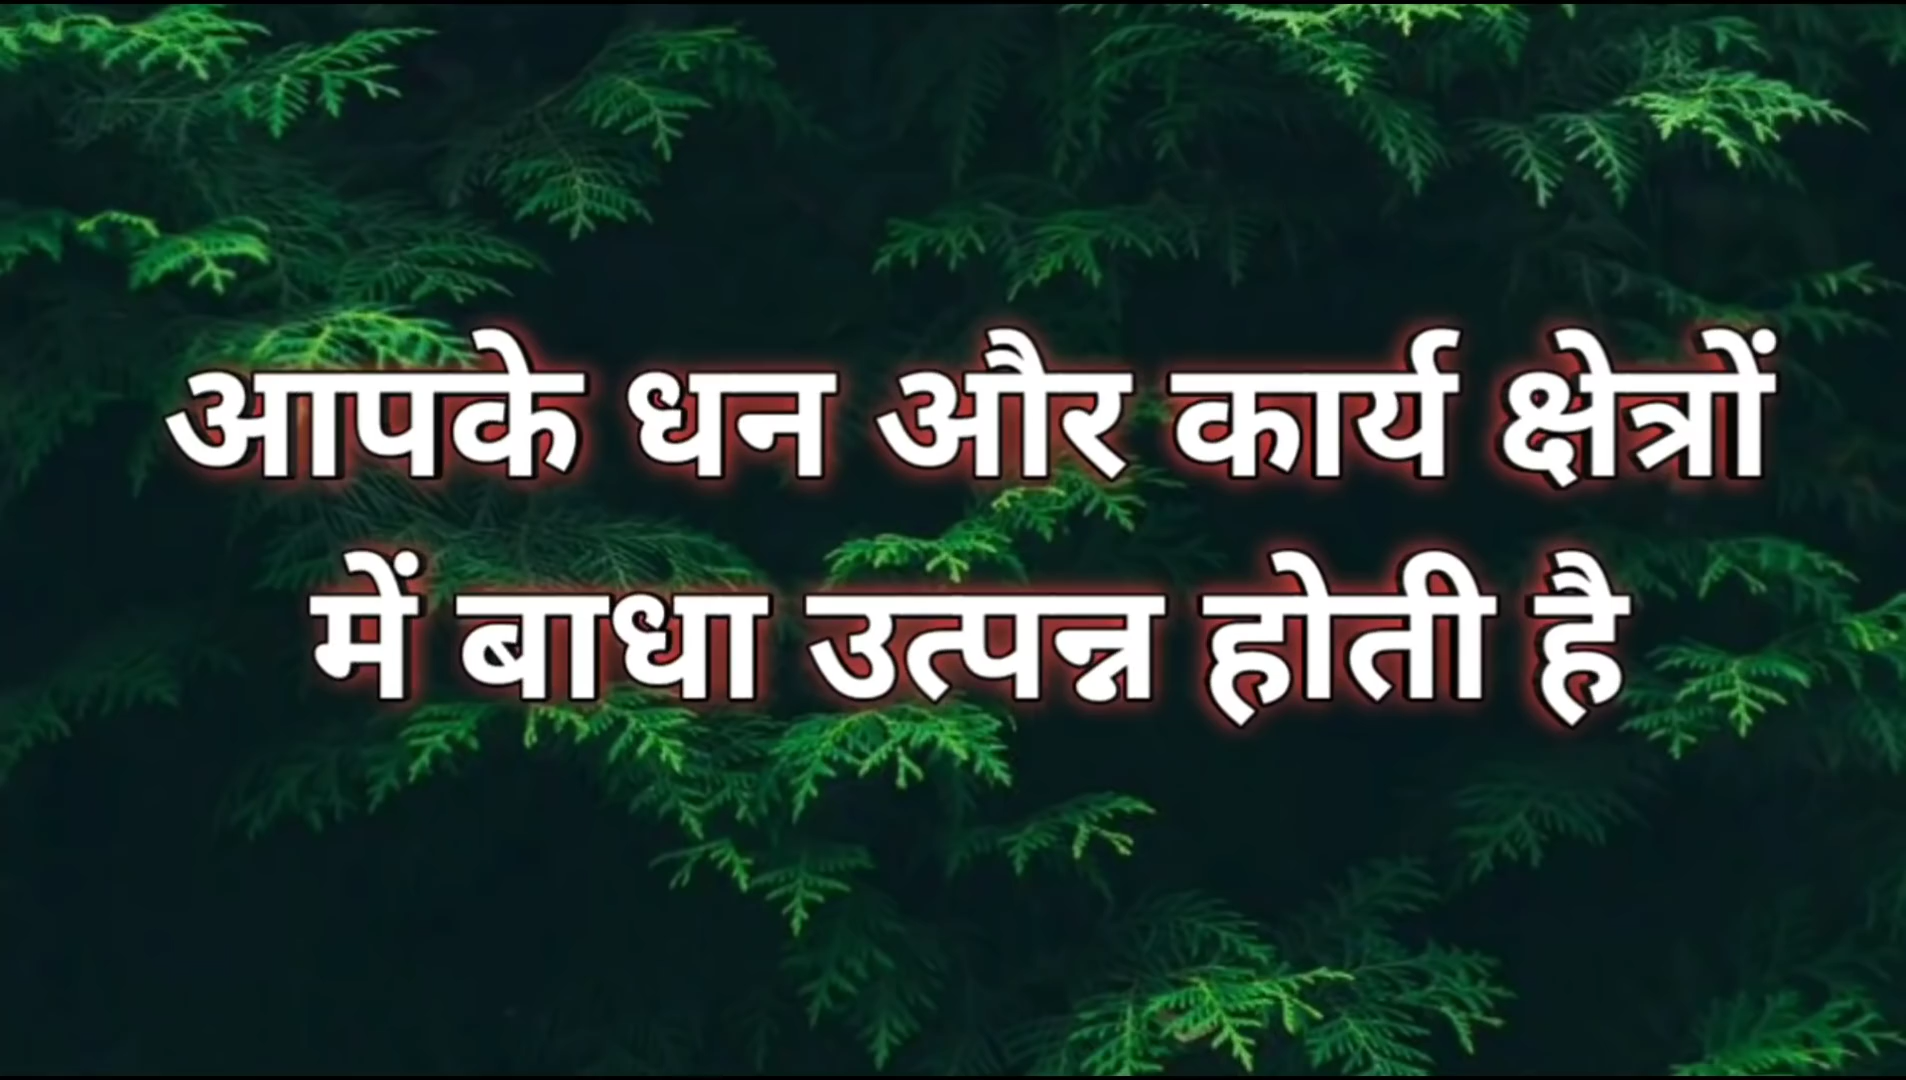 आपके धन और कार्य क्षेत्रों
में बाधा उत्पन्न होती है